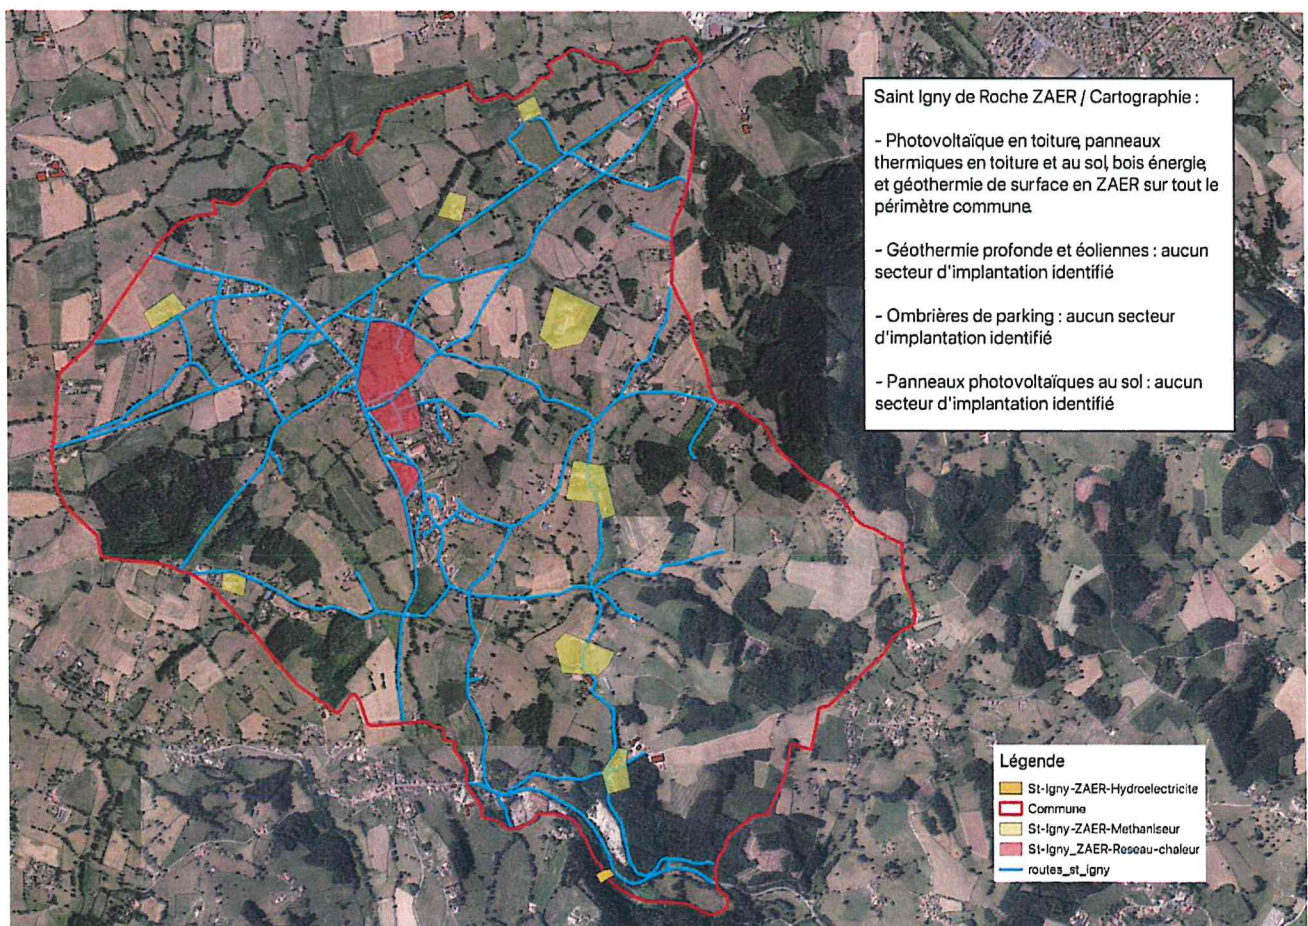 Saint Igny de Roche ZAER / Cartographie :
- Photovoltaïque en toiture, panneaux
thermiques en toiture et au sol, bois énergie,
et géothermie de surface en ZAER sur tout le
périmètre commune.
- Géothermie profonde et éoliennes : aucun
secteur d'implantation identifié
- Ombrières de parking : aucun secteur
d'implantation identifié
- Panneaux photovoltaïques au sol : aucun
secteur d'implantation identifié
Légende
St-Igny-ZAER-Hydroelectricite
Commune
St-Igny-ZAER-Methaniseur
St-Igny_ZAER-Reseau-chaleur
routes_st_igny